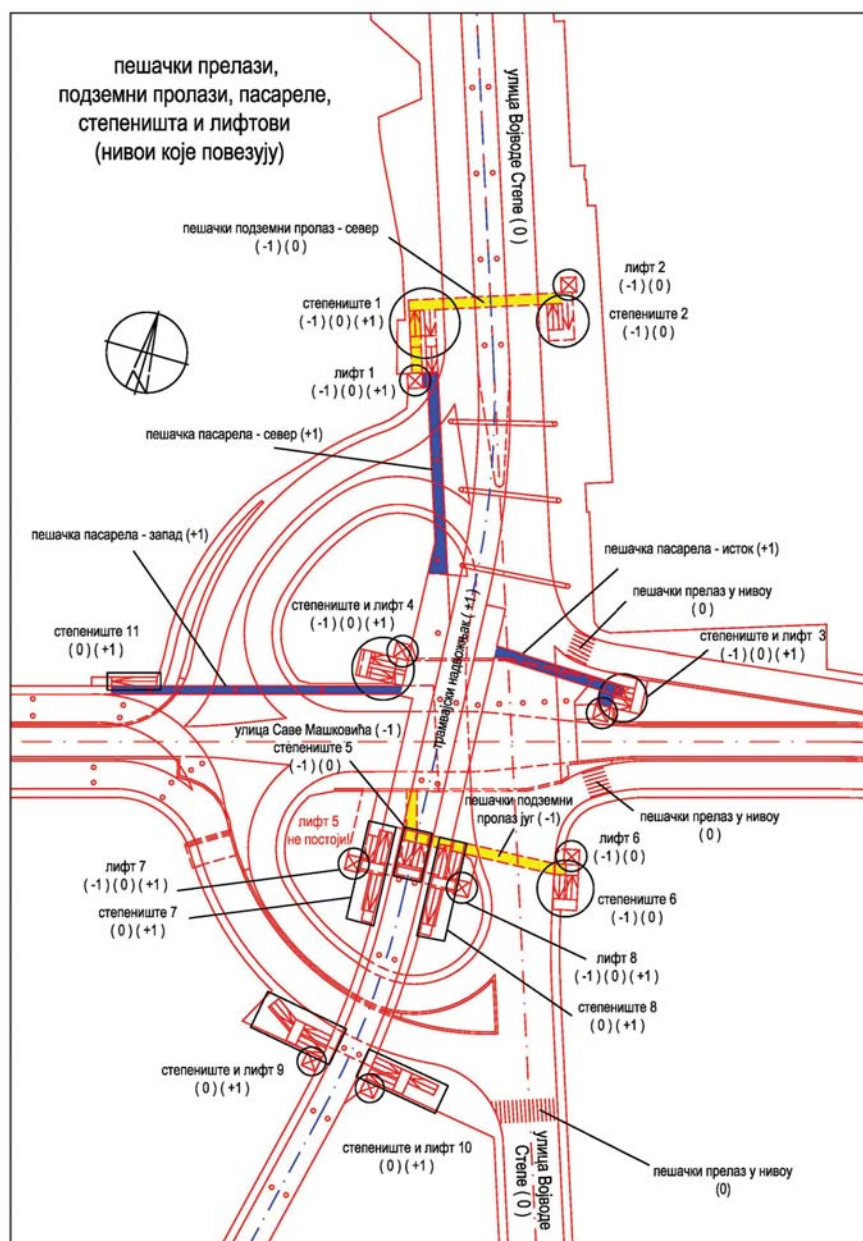 пешачки прелази,
подземни пролази, пасареле,
степеништа и лифтови
(нивои које повезују)
улица Војводе Степе ( 0 )
пешачки подземни пролаз - север
( -1 ) ( 0 )
лифт 2
( -1 ) ( 0 )
степениште 1
( -1 ) ( 0 ) ( +1 )
степениште 2
( -1 ) ( 0 )
лифт 1
( -1 ) ( 0 ) ( +1 )
пешачка пасарела - север (+1 )
пешачка пасарела - запад (+1 )
пешачка пасарела - исток (+1 )
пешачки прелаз у нивоу
( 0 )
степениште и лифт 4
( -1 ) ( 0 ) ( +1 )
степениште 11
( 0 ) ( +1 )
степениште и лифт 3
( -1 ) ( 0 ) ( +1 )
трамвајски надвожњак ( +1 )
улица Саве Машковића ( -1 )
степениште 5
( -1 ) ( 0 )
пешачки подземни
пролаз југ ( -1 )
пешачки прелаз у нивоу
( 0 )
лифт 5
не постоји!
лифт 6
( -1 ) ( 0 )
лифт 7
( -1 ) ( 0 ) ( +1 )
степениште 7
( 0 ) ( +1 )
степениште 6
( -1 ) ( 0 )
лифт 8
( -1 ) ( 0 ) ( +1 )
степениште 8
( 0 ) ( +1 )
степениште и лифт 9
( 0 ) ( +1 )
степениште и лифт 10
( 0 ) ( +1 )
улица Војводе
Степе ( 0 )
пешачки прелаз у нивоу
(0)